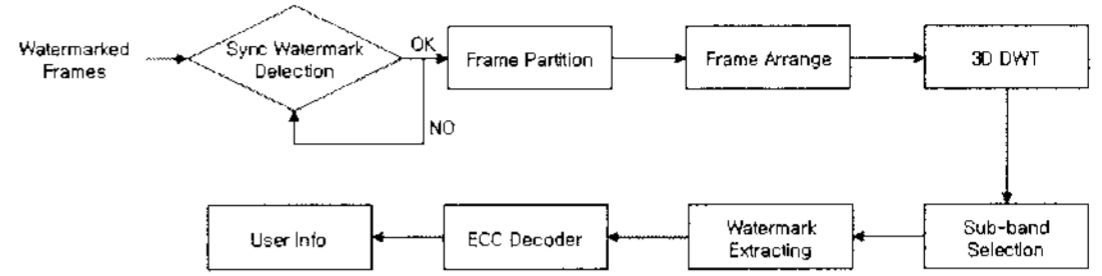 Watermarked
Frames
Sync Watermark
Detection
OK
NO
Frame Partition
Frame Arrange
3D DWT
Sub-band
Selection
Watermark
Extracting
ECC Decoder
User Info